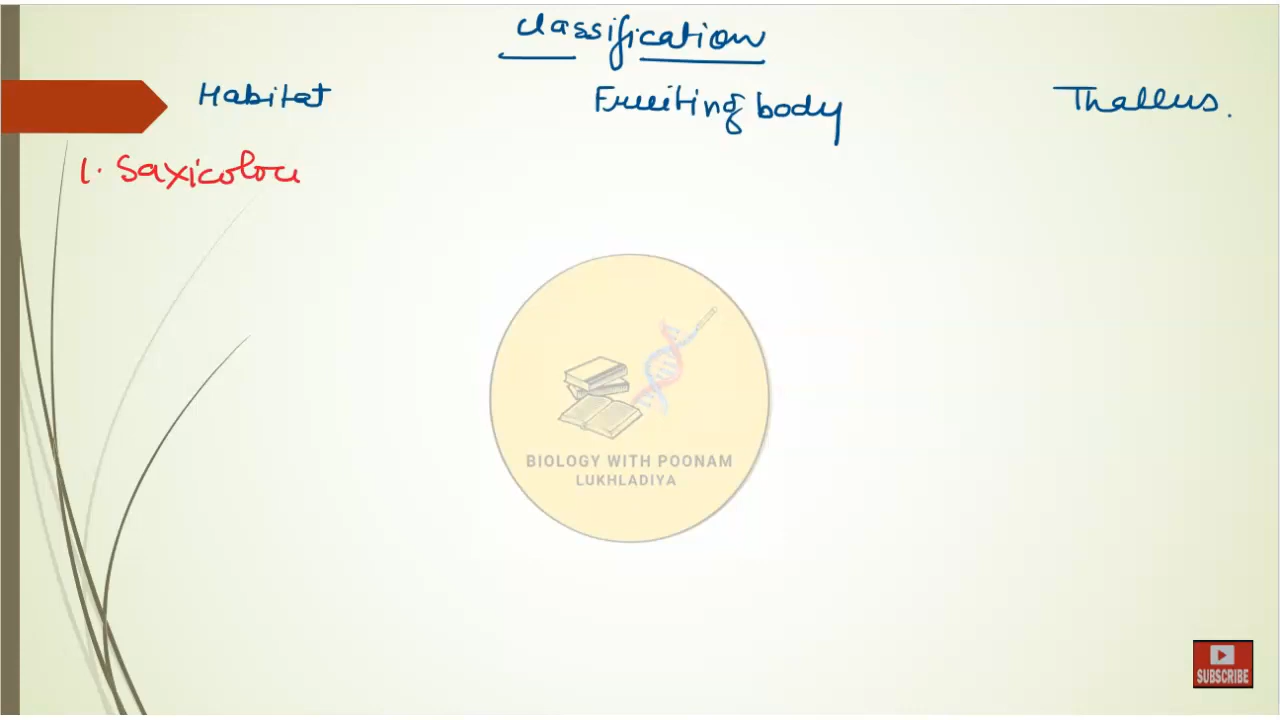 Classification
Habitat
Fruiting body
Thallus.
1. Saxicolou
BIOLOGY WITH POONAM
LUKHLADIYA
SUBSCRIBE